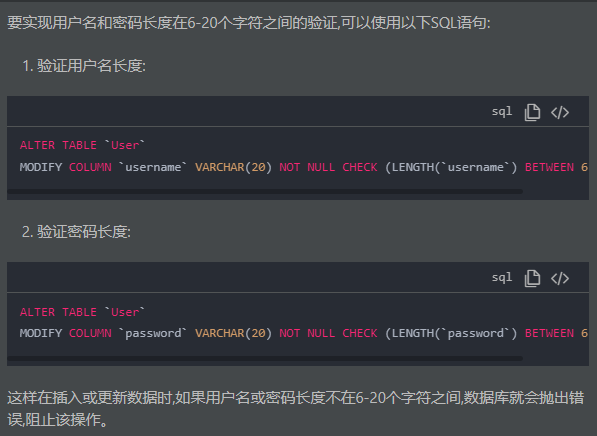 要实现用户名和密码长度在6-20个字符之间的验证,可以使用以下SQL语句:
1. 验证用户名长度:
sql
ALTER TABLE `User`
MODIFY COLUMN `username` VARCHAR(20) NOT NULL CHECK (LENGTH(`username`) BETWEEN 6
2. 验证密码长度:
sql
ALTER TABLE `User`
MODIFY COLUMN `password` VARCHAR(20) NOT NULL CHECK (LENGTH(`password`) BETWEEN 6
这样在插入或更新数据时,如果用户名或密码长度不在6-20个字符之间,数据库就会抛出错
误,阻止该操作。